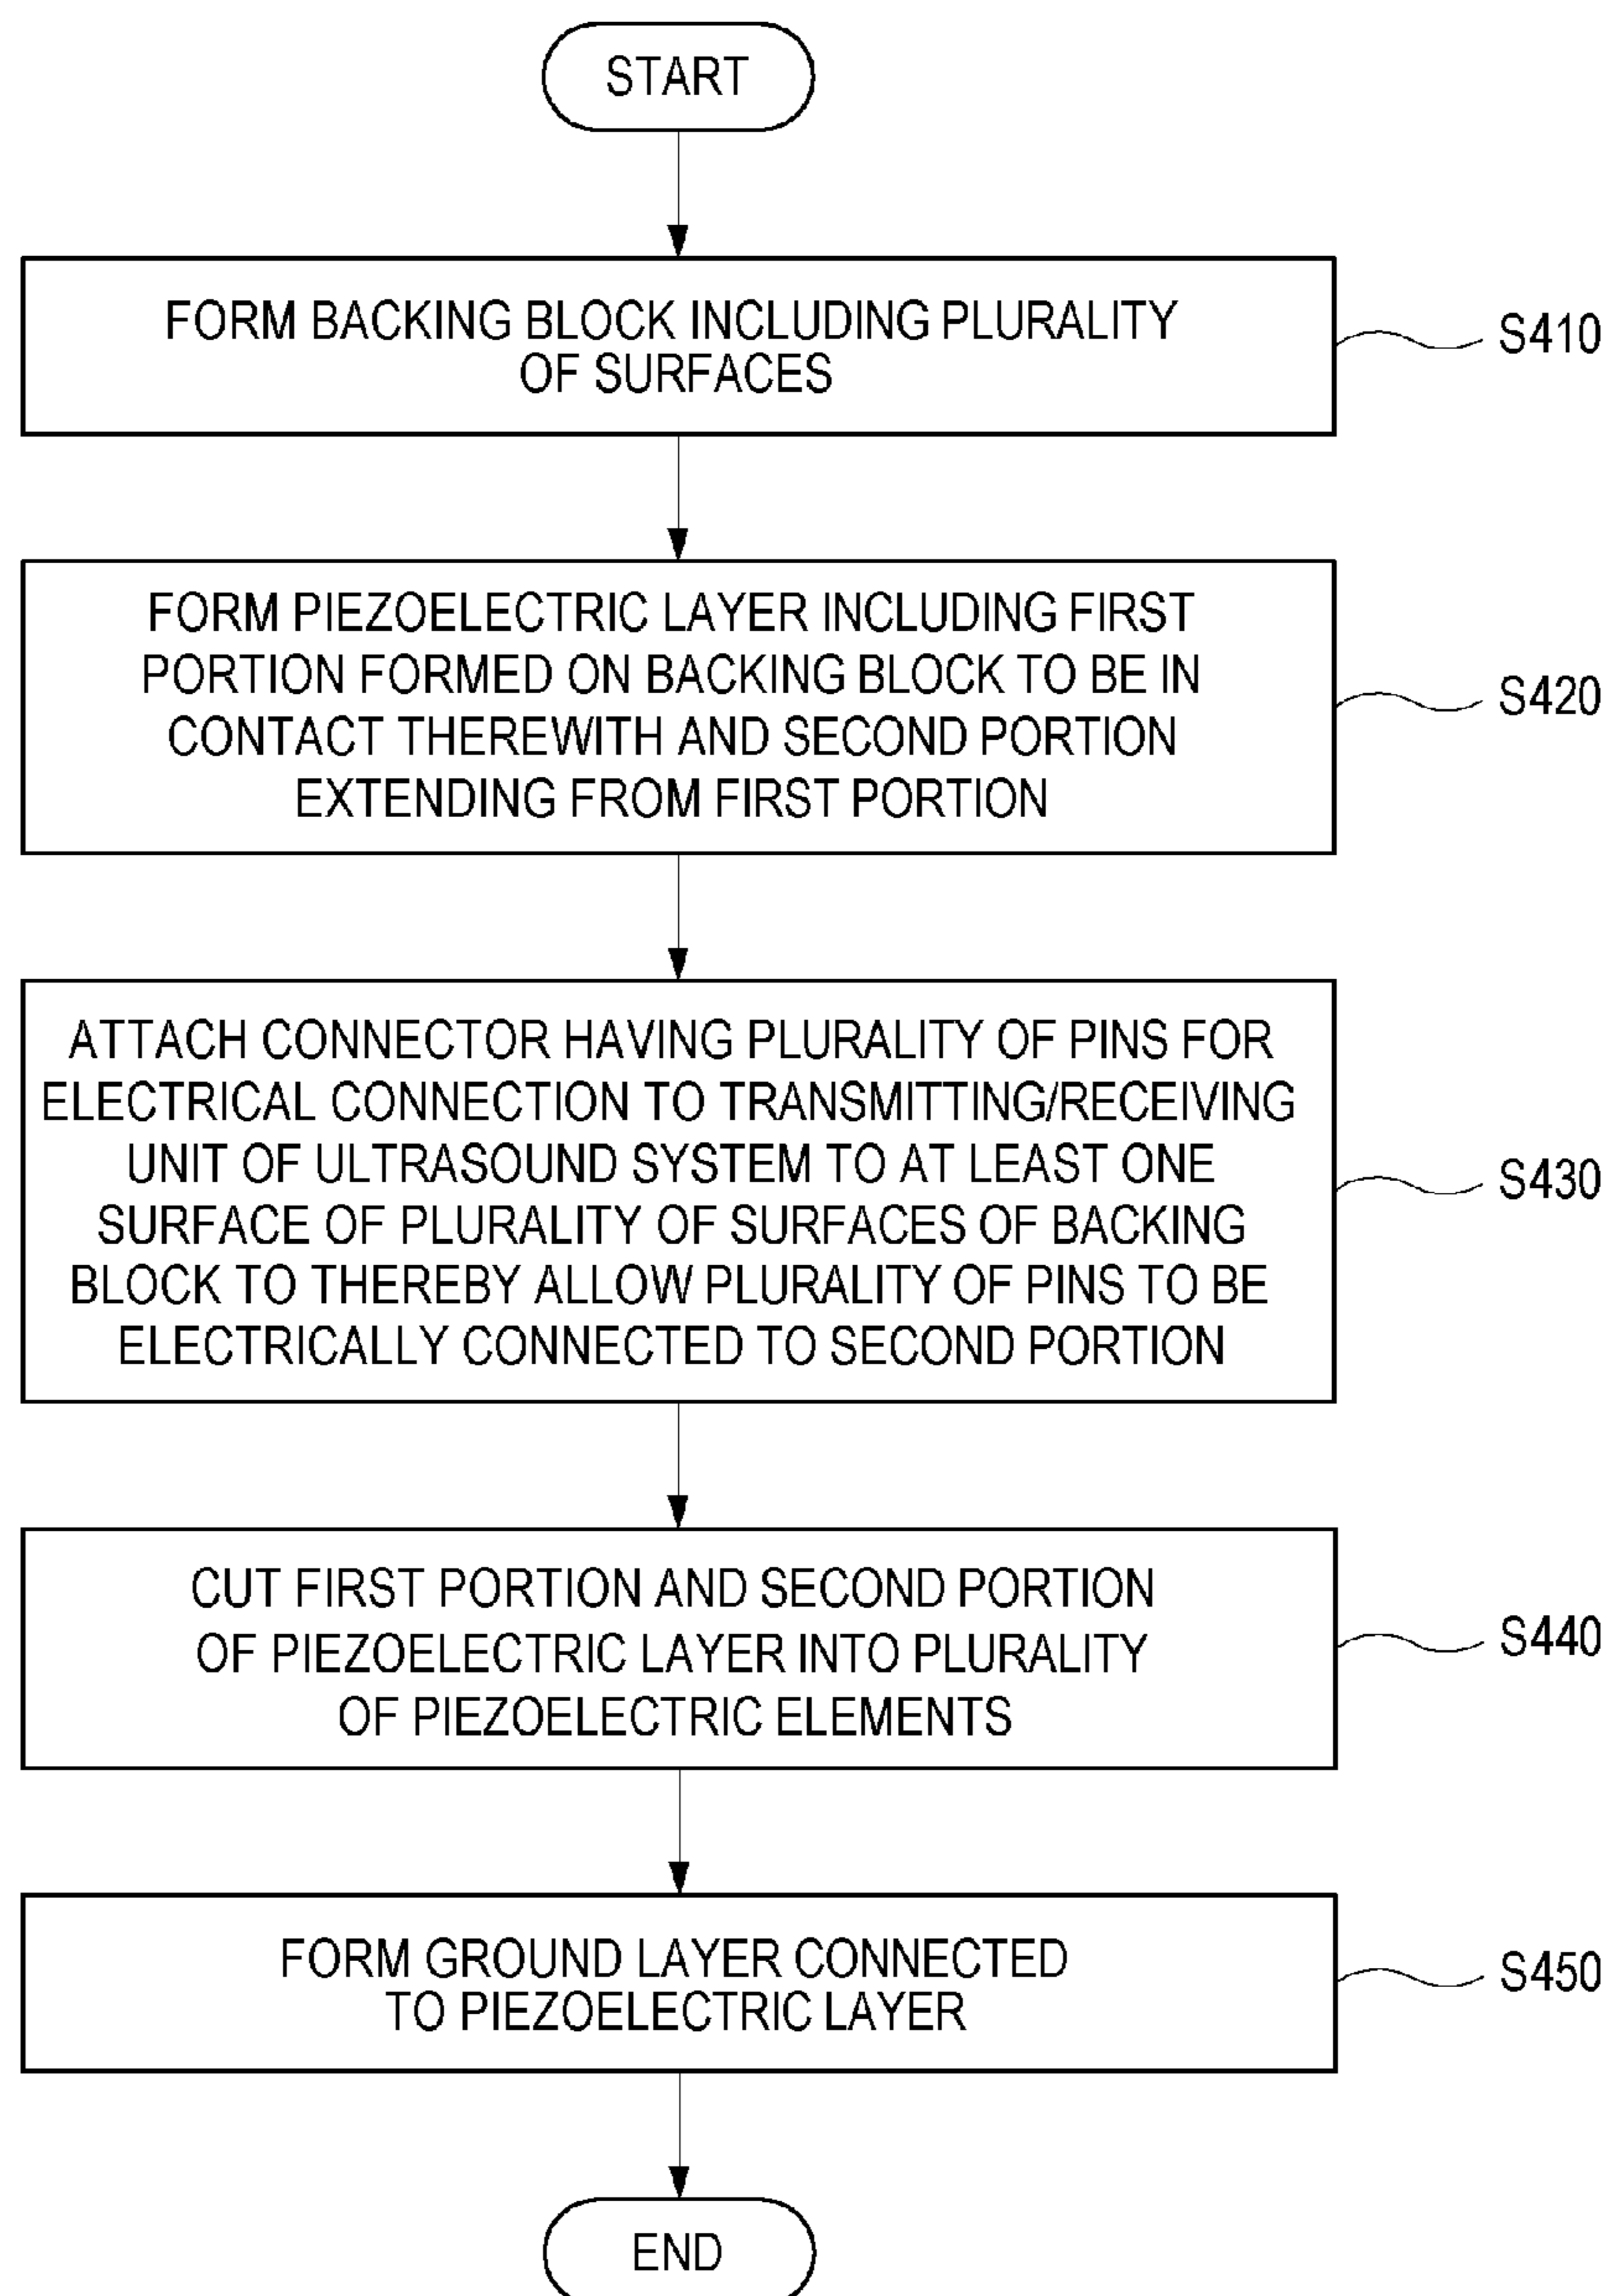 START
FORM BACKING BLOCK INCLUDING PLURALITY
OF SURFACES
S410
FORM PIEZOELECTRIC LAYER INCLUDING FIRST
PORTION FORMED ON BACKING BLOCK TO BE IN
CONTACT THEREWITH AND SECOND PORTION
EXTENDING FROM FIRST PORTION
S420
ATTACH CONNECTOR HAVING PLURALITY OF PINS FOR
ELECTRICAL CONNECTION TO TRANSMITTING/RECEIVING
UNIT OF ULTRASOUND SYSTEM TO AT LEAST ONE
SURFACE OF PLURALITY OF SURFACES OF BACKING
BLOCK TO THEREBY ALLOW PLURALITY OF PINS TO BE
ELECTRICALLY CONNECTED TO SECOND PORTION
S430
CUT FIRST PORTION AND SECOND PORTION
OF PIEZOELECTRIC LAYER INTO PLURALITY
OF PIEZOELECTRIC ELEMENTS
S440
FORM GROUND LAYER CONNECTED
TO PIEZOELECTRIC LAYER
S450
END